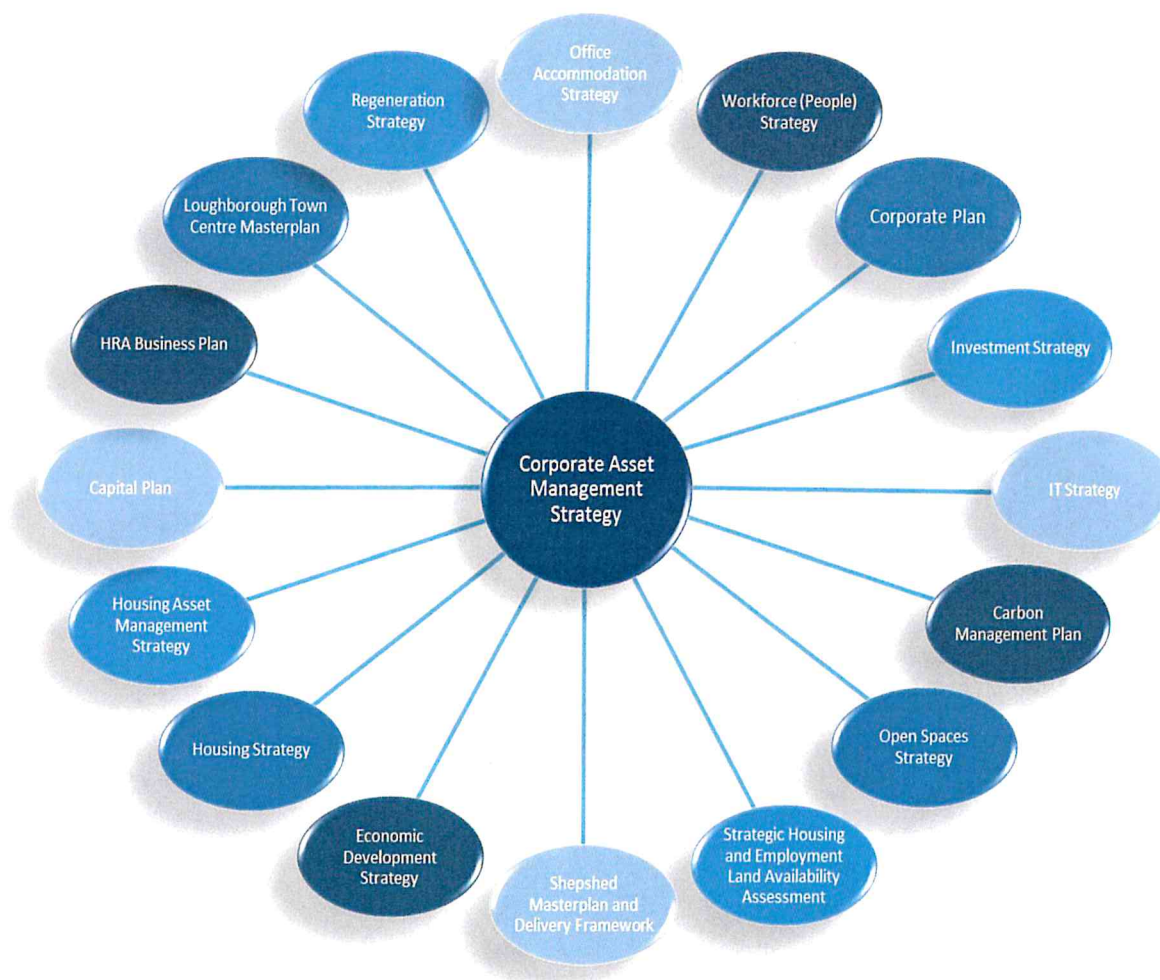 Office
Accommodation
Strategy
Workforce (People)
Strategy
Corporate Plan
Investment Strategy
IT Strategy
Carbon
Management Plan
Open Spaces
Strategy
Strategic Housing
and Employment
Land Availability
Assessment
Shepshed
Masterplan and
Delivery Framework
Economic
Development
Strategy
Housing Strategy
Housing Asset
Management
Strategy
Capital Plan
HRA Business Plan
Loughborough Town
Centre Masterplan
Regeneration
Strategy
Corporate Asset
Management
Strategy